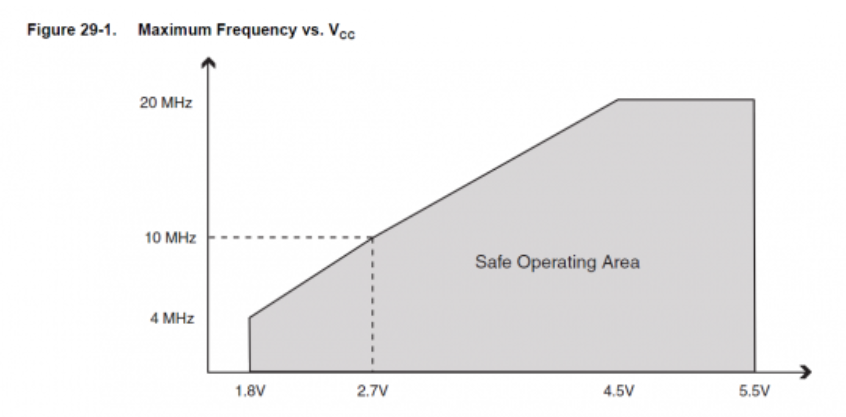 Figure 29-1. Maximum Frequency vs. VCC
20 MHz
10 MHz
Safe Operating Area
4 MHz
1.8V 2.7V 4.5V 5.5V